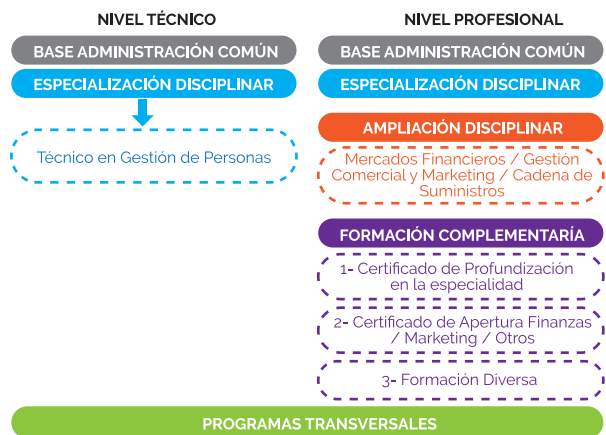 NIVEL TÉCNICO
BASE ADMINISTRACIÓN COMÚN
ESPECIALIZACIÓN DISCIPLINAR
Técnico en Gestión de Personas
NIVEL PROFESIONAL
BASE ADMINISTRACIÓN COMÚN
ESPECIALIZACIÓN DISCIPLINAR
AMPLIACIÓN DISCIPLINAR
Mercados Financieros / Gestión
Comercial y Marketing / Cadena de
Suministros
FORMACIÓN COMPLEMENTARÍA
1- Certificado de Profundización
en la especialidad
2- Certificado de Apertura Finanzas
/ Marketing / Otros
3- Formación Diversa
PROGRAMAS TRANSVERSALES